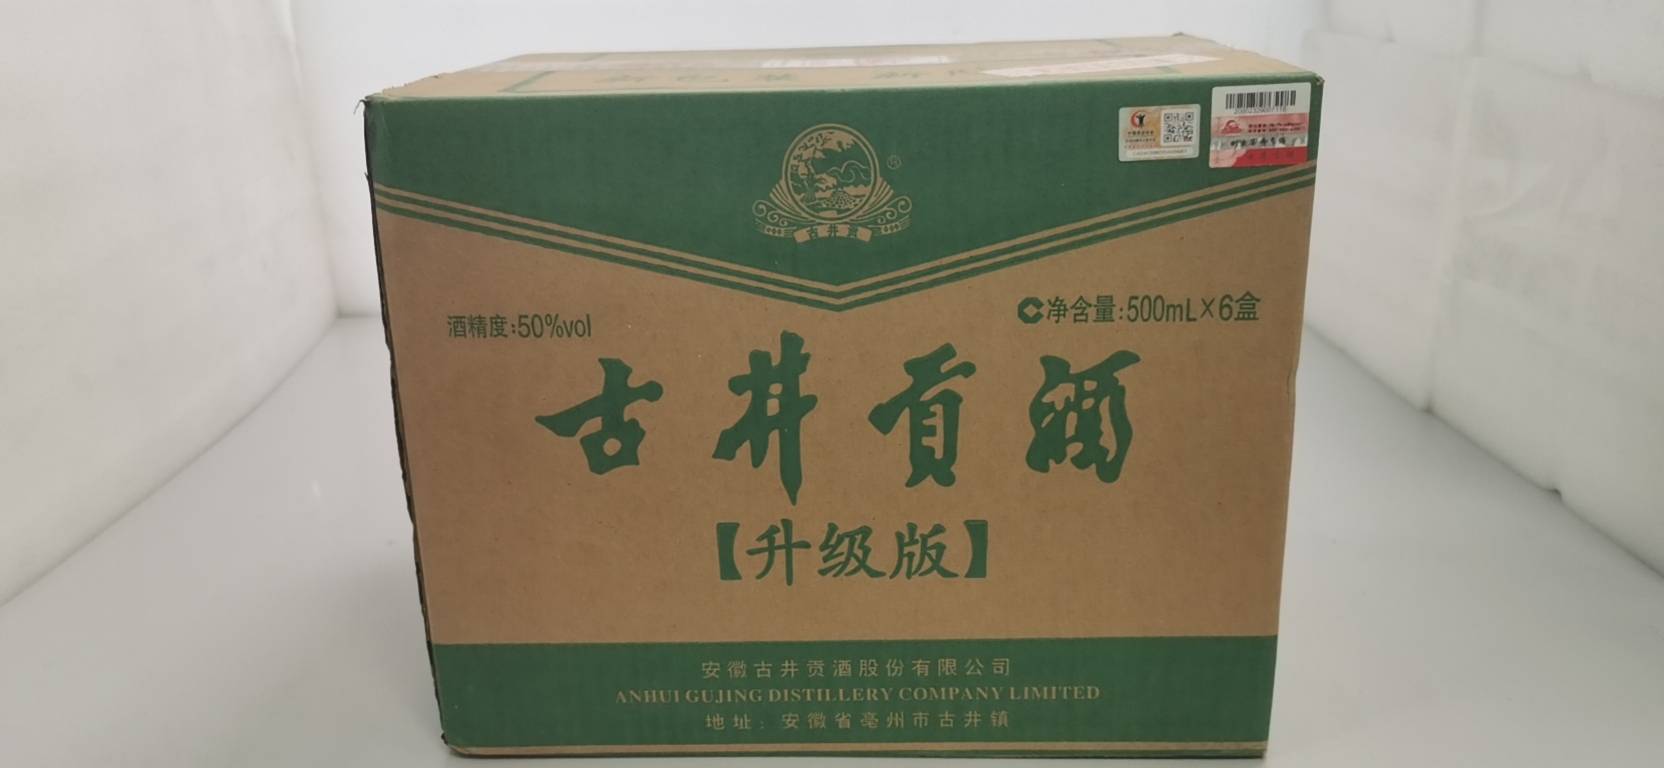 古井贡
®
酒精度:50%vol
净含量:500mL×6盒
古井贡酒
【升级版】
安徽古井贡酒股份有限公司
ANHUI GUJING DISTILLERY COMPANY LIMITED
地址：安徽省亳州市古井镇